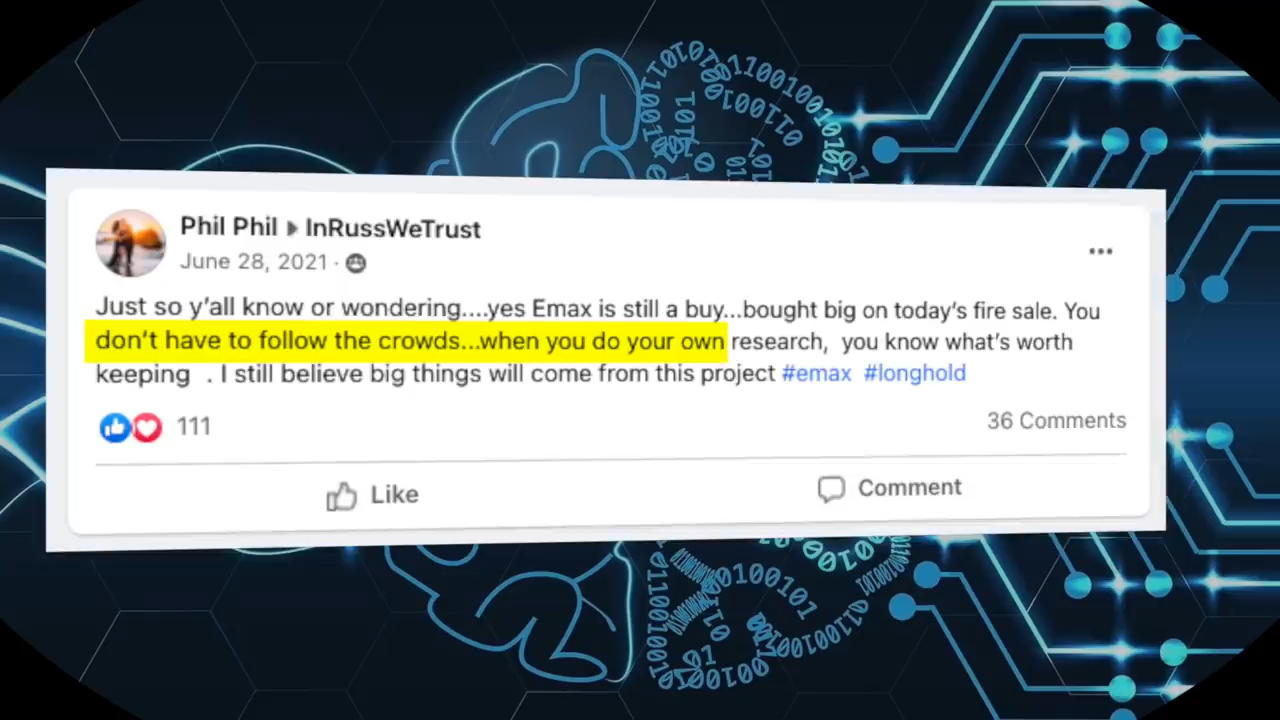 Phil Phil ▸ InRussWeTrust
June 28, 2021 ·
Just so y'all know or wondering....yes Emax is still a buy...bought big on today's fire sale. You
don't have to follow the crowds...when you do your own research, you know what's worth
keeping . I still believe big things will come from this project #emax #longhold
111
36 Comments
Like
Comment